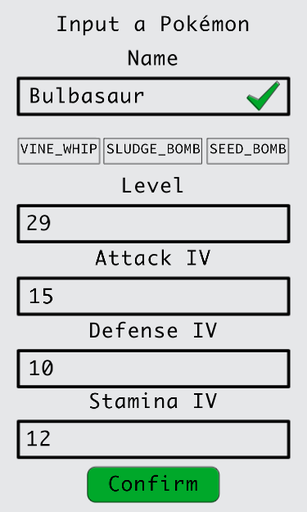 Input a Pokémon
Name
Bulbasaur
VINE_WHIP SLUDGE_BOMB SEED_BOMB
Level
29
Attack IV
15
Defense IV
10
Stamina IV
12
Confirm